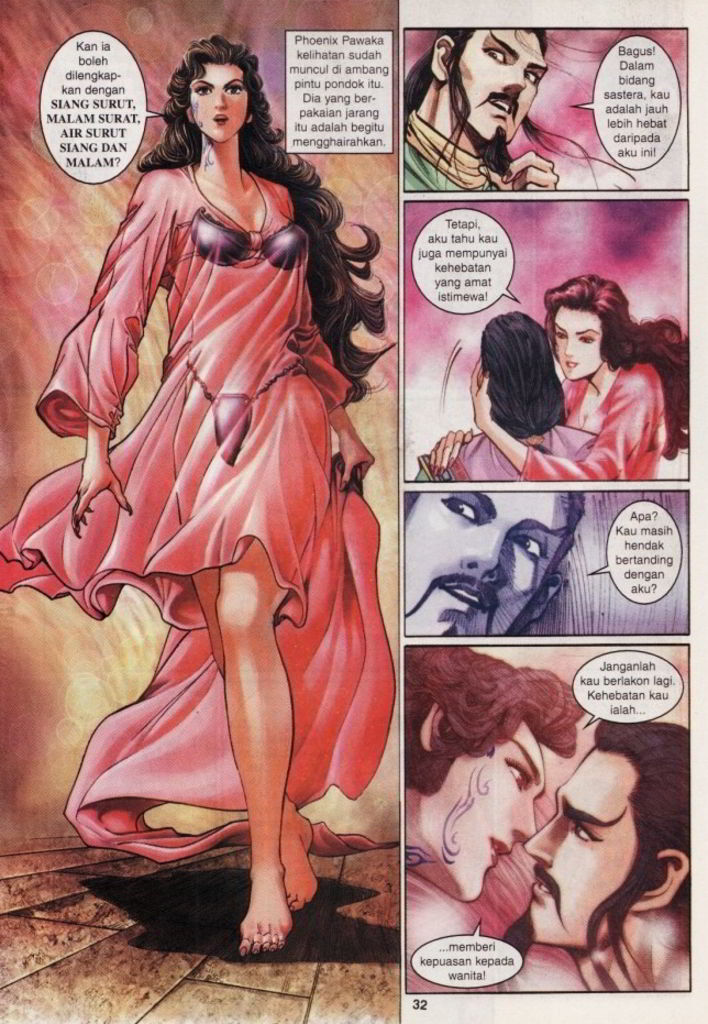 Kan ia
boleh
dilengkap-
kan dengan
SIANG SURUT,
MALAM SURAT,
AIR SURUT
SIANG DAN
MALAM?
Phoenix Pawaka
kelihatan sudah
muncul di ambang
pintu pondok itu.
Dia yang ber-
pakaian jarang
itu adalah begitu
mengghairahkan.
Bagus!
Dalam
bidang
sastera, kau
adalah jauh
lebih hebat
daripada
aku ini!
Tetapi,
aku tahu kau
juga mempunyai
kehebatan
yang amat
istimewa!
Apa?
Kau masih
hendak
bertanding
dengan
aku?
Janganlah
kau berlakon lagi.
Kehebatan kau
ialah...
...memberi
kepuasan kepada
wanita!
32